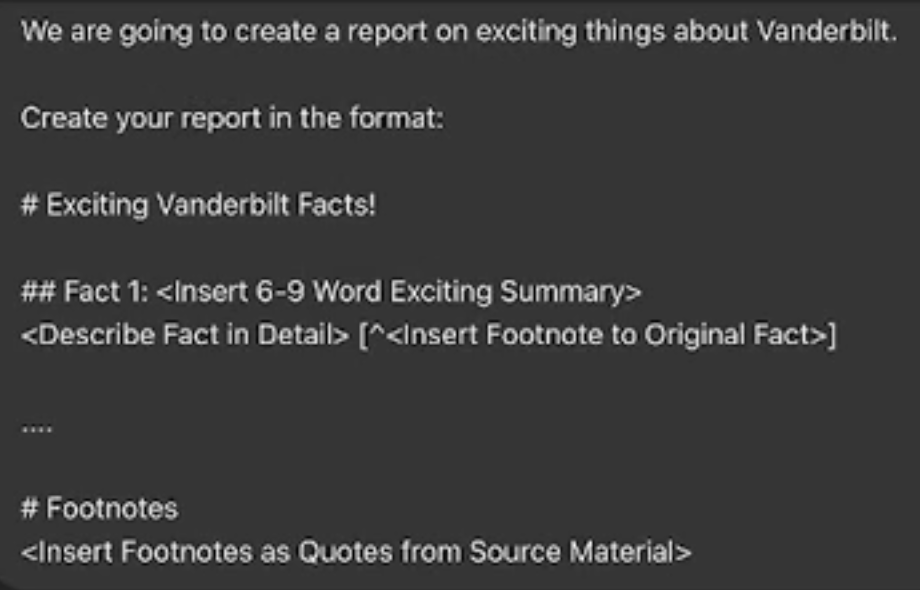 We are going to create a report on exciting things about Vanderbilt.
Create your report in the format:
# Exciting Vanderbilt Facts!
## Fact 1: <Insert 6-9 Word Exciting Summary>
<Describe Fact in Detail> [^<Insert Footnote to Original Fact>]
....
# Footnotes
<Insert Footnotes as Quotes from Source Material>